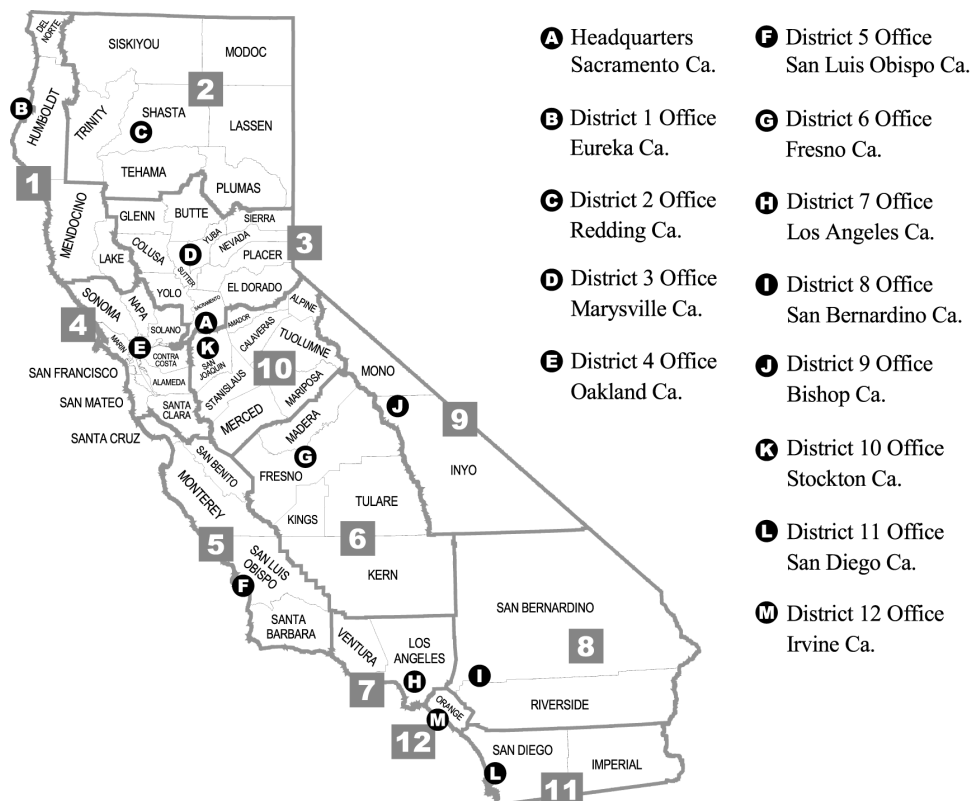 DEL
NORTE
SISKIYOU
MODOC
2
B
HUMBOLDT
TRINITY
SHASTA
C
LASSEN
TEHAMA
1
PLUMAS
MENDOCINO
GLENN
BUTTE
SIERRA
YUBA
NEVADA
3
LAKE
COLUSA
D
PLACER
SUTTER
YOLO
EL DORADO
SONOMA
NAPA
SACRAMENTO
ALPINE
4
SOLANO
A
AMADOR
MARIN
E
CONTRA
COSTA
K
SAN
JOAQUIN
CALAVERAS
TUOLUMNE
SAN FRANCISCO
ALAMEDA
10
MONO
STANISLAUS
MARIPOSA
SAN MATEO
SANTA
CLARA
MERCED
J
9
SANTA CRUZ
MADERA
SAN BENITO
G
FRESNO
INYO
MONTEREY
TULARE
KINGS
5
6
SAN LUIS
OBISPO
KERN
F
SAN BERNARDINO
SANTA
BARBARA
VENTURA
LOS
ANGELES
8
7
H
I
ORANGE
RIVERSIDE
M
12
SAN DIEGO
IMPERIAL
L
11
A Headquarters
Sacramento Ca.
B District 1 Office
Eureka Ca.
C District 2 Office
Redding Ca.
D District 3 Office
Marysville Ca.
E District 4 Office
Oakland Ca.
F District 5 Office
San Luis Obispo Ca.
G District 6 Office
Fresno Ca.
H District 7 Office
Los Angeles Ca.
I District 8 Office
San Bernardino Ca.
J District 9 Office
Bishop Ca.
K District 10 Office
Stockton Ca.
L District 11 Office
San Diego Ca.
M District 12 Office
Irvine Ca.